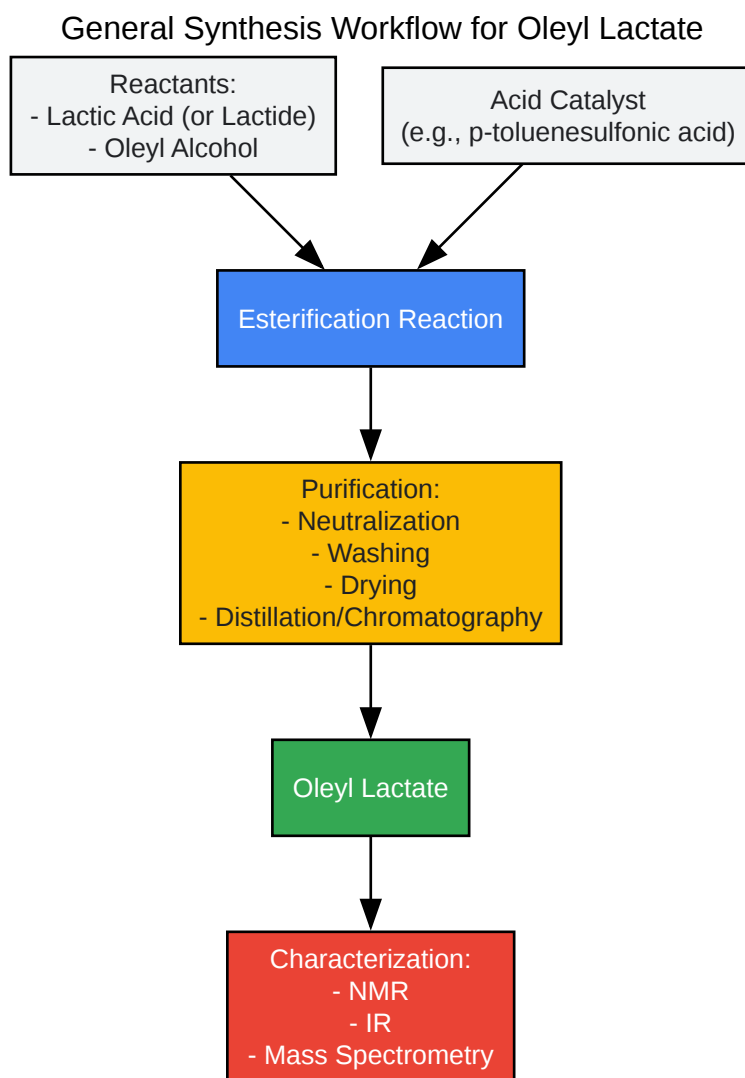 General Synthesis Workflow for Oleyl Lactate
Reactants:
- Lactic Acid (or Lactide)
- Oleyl Alcohol
Acid Catalyst
(e.g., p-toluenesulfonic acid)
Esterification Reaction
Purification:
- Neutralization
- Washing
- Drying
- Distillation/Chromatography
Oleyl Lactate
Characterization:
- NMR
- IR
- Mass Spectrometry